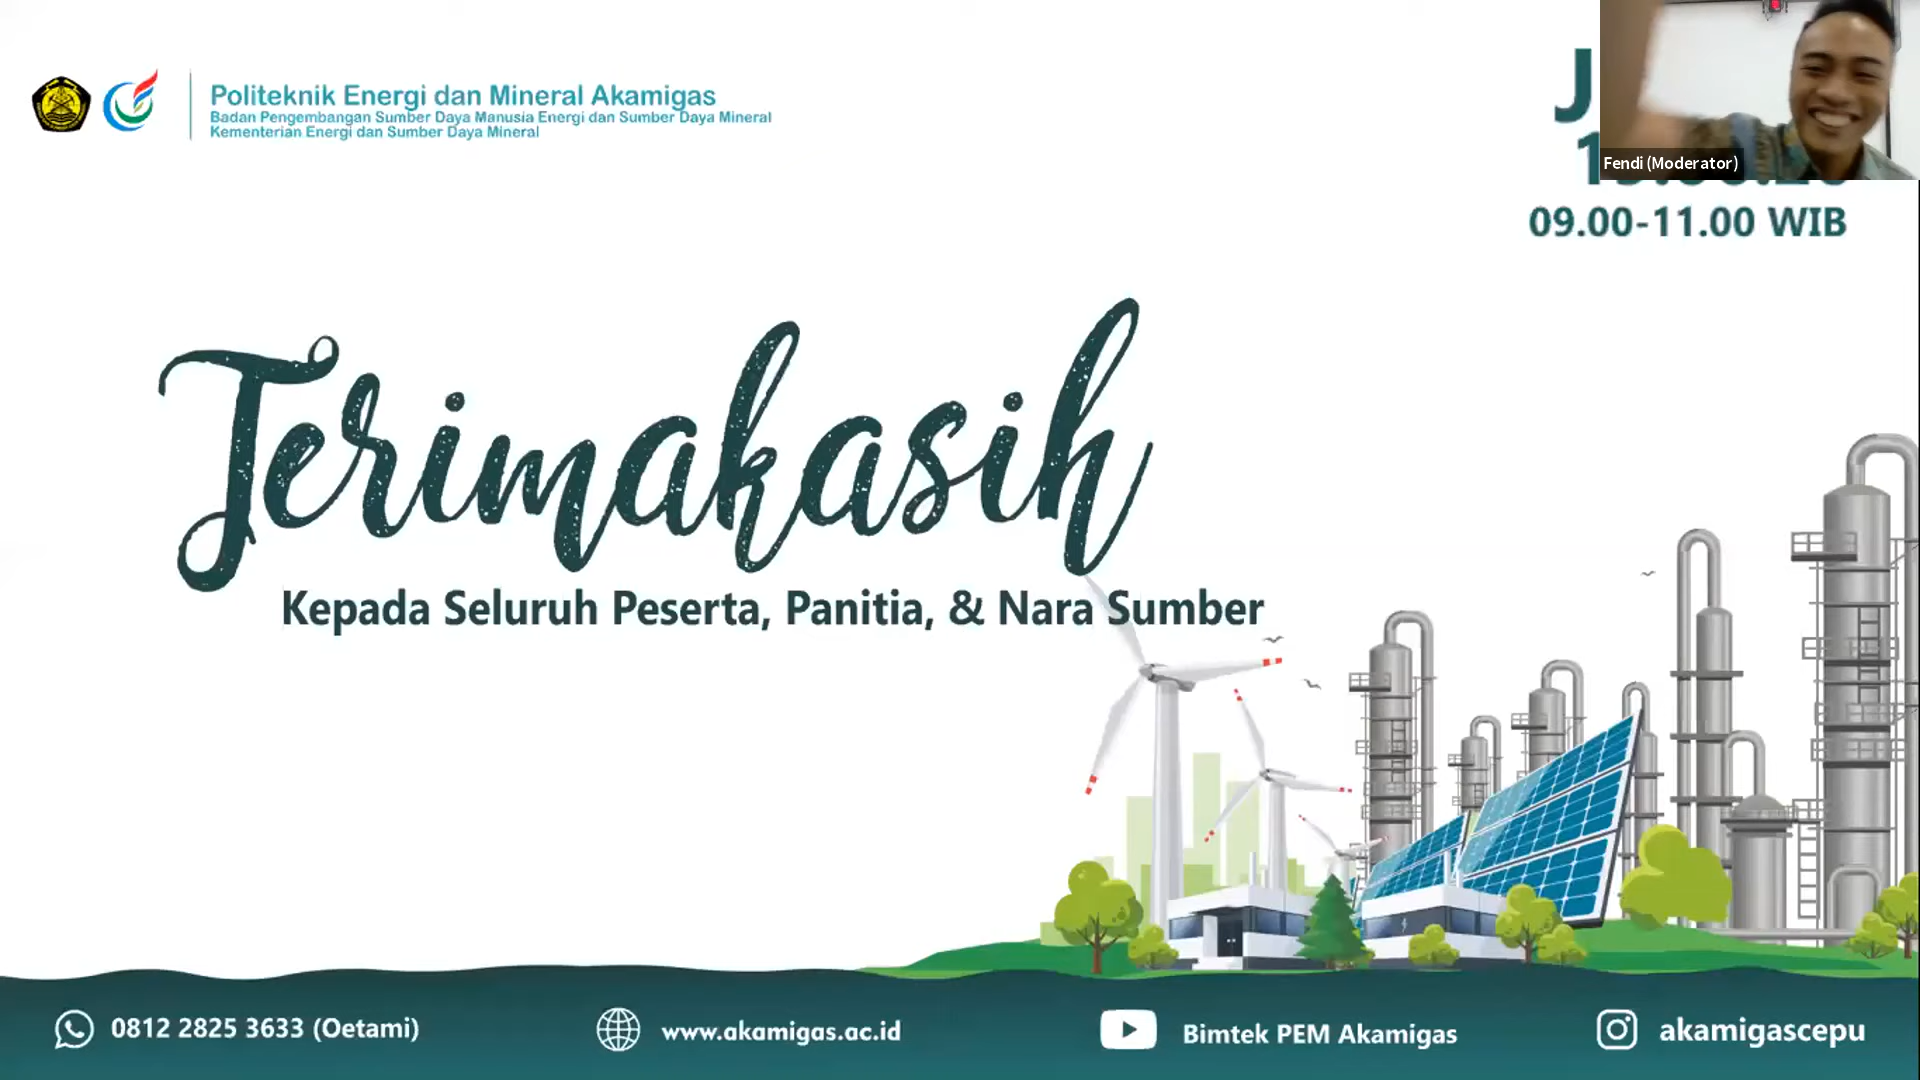 Politeknik Energi dan Mineral Akamigas
Badan Pengembangan Sumber Daya Manusia Energi dan Sumber Daya Mineral
Kementerian Energi dan Sumber Daya Mineral
J
Fendi (Moderator)
09.00-11.00 WIB
Terimakasih
Kepada Seluruh Peserta, Panitia, & Nara Sumber
0812 2825 3633 (Oetami)
www.akamigas.ac.id
Bimtek PEM Akamigas
akamigascepu